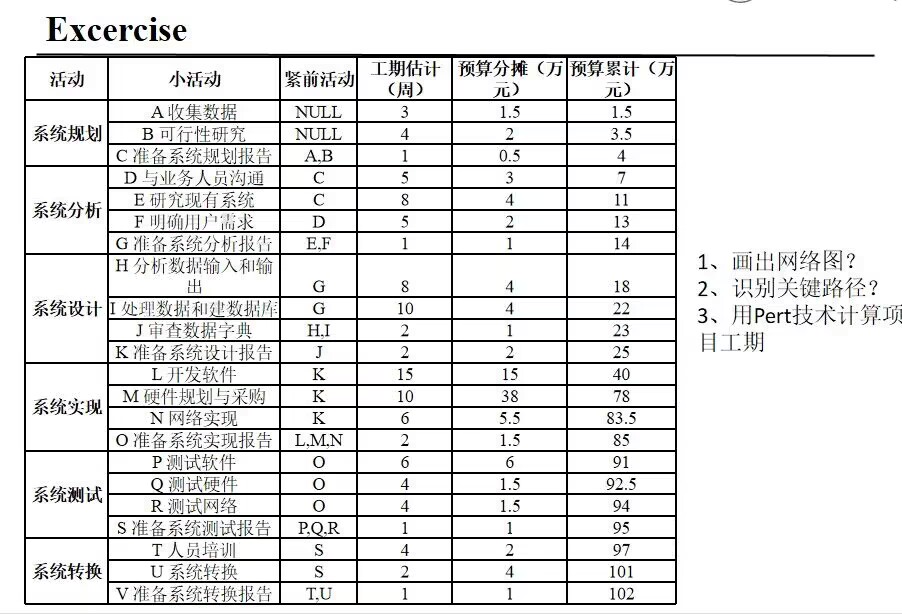 Excercise
活动 小活动 紧前活动 工期估计（周） 预算分摊（万元） 预算累计（万元）
系统规划 A 收集数据 NULL 3 1.5 1.5
B 可行性研究 NULL 4 2 3.5
C 准备系统规划报告 A,B 1 0.5 4
系统分析 D 与业务人员沟通 C 5 3 7
E 研究现有系统 C 8 4 11
F 明确用户需求 D 5 2 13
G 准备系统分析报告 E,F 1 1 14
系统设计 H 分析数据输入和输出 G 8 4 18
I 处理数据和建数据库 G 10 4 22
J 审查数据字典 H,I 2 1 23
K 准备系统设计报告 J 2 2 25
系统实现 L 开发软件 K 15 15 40
M 硬件规划与采购 K 10 38 78
N 网络实现 K 6 5.5 83.5
O 准备系统实现报告 L,M,N 2 1.5 85
系统测试 P 测试软件 O 6 6 91
Q 测试硬件 O 4 1.5 92.5
R 测试网络 O 4 1.5 94
S 准备系统测试报告 P,Q,R 1 1 95
系统转换 T 人员培训 S 4 2 97
U 系统转换 S 2 4 101
V 准备系统转换报告 T,U 1 1 102
1、画出网络图？
2、识别关键路径？
3、用Pert技术计算项
目工期